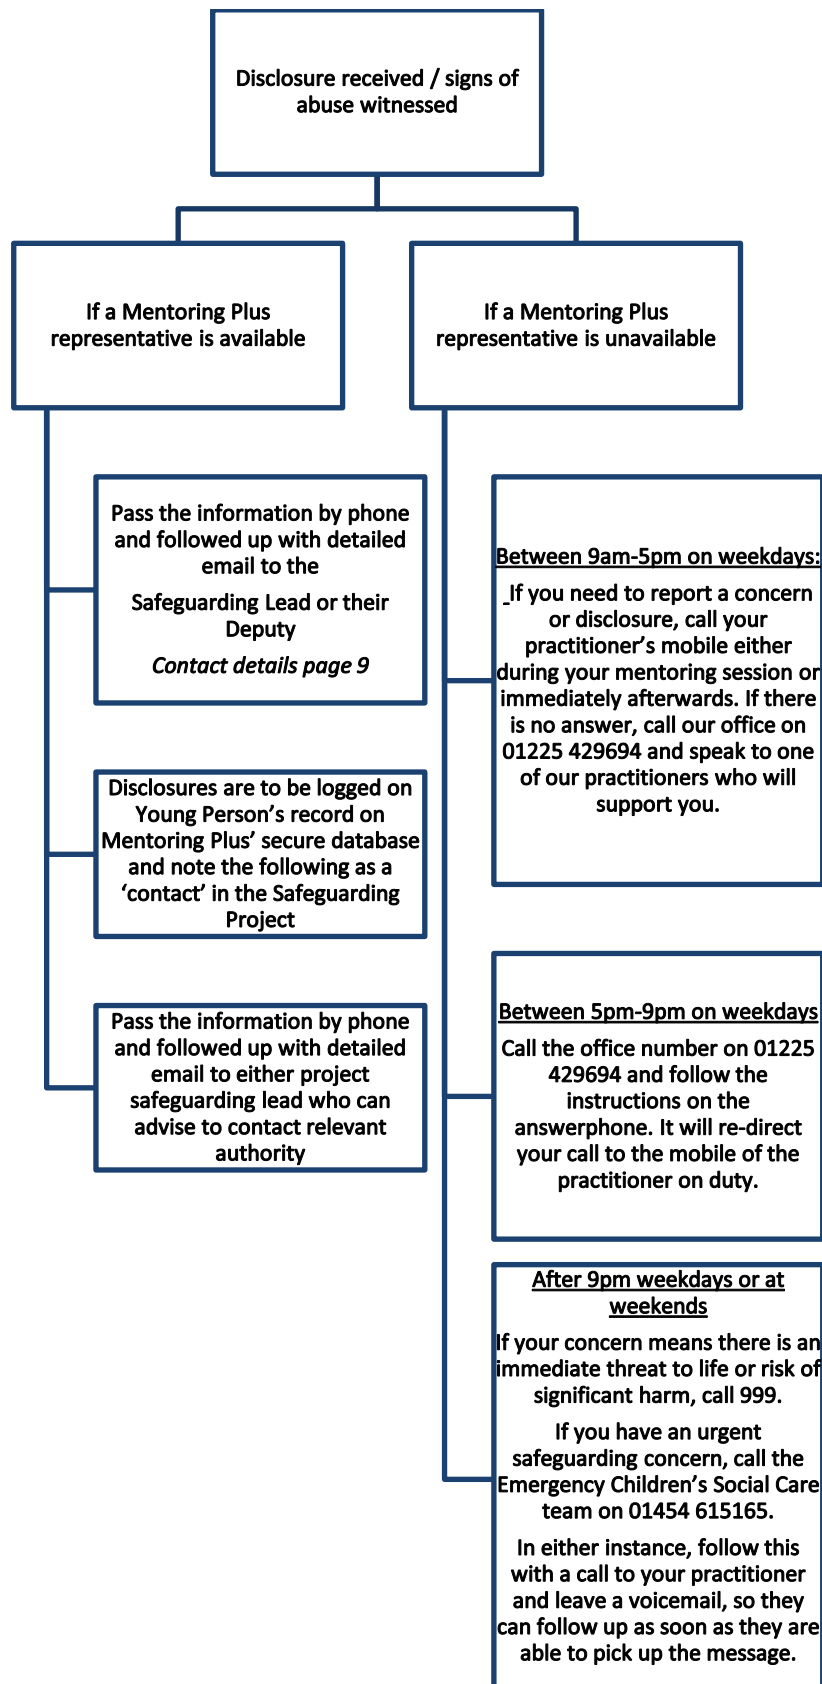 Disclosure received / signs of
abuse witnessed
If a Mentoring Plus
representative is available
If a Mentoring Plus
representative is unavailable
Pass the information by phone
and followed up with detailed
email to the
Safeguarding Lead or their
Deputy
Contact details page 9
Disclosures are to be logged on
Young Person’s record on
Mentoring Plus’ secure database
and note the following as a
‘contact’ in the Safeguarding
Project
Pass the information by phone
and followed up with detailed
email to either project
safeguarding lead who can
advise to contact relevant
authority
Between 9am-5pm on weekdays:
If you need to report a concern
or disclosure, call your
practitioner’s mobile either
during your mentoring session or
immediately afterwards. If there
is no answer, call our office on
01225 429694 and speak to one
of our practitioners who will
support you.
Between 5pm-9pm on weekdays
Call the office number on 01225
429694 and follow the
instructions on the
answerphone. It will re-direct
your call to the mobile of the
practitioner on duty.
After 9pm weekdays or at
weekends
If your concern means there is an
immediate threat to life or risk of
significant harm, call 999.
If you have an urgent
safeguarding concern, call the
Emergency Children’s Social Care
team on 01454 615165.
In either instance, follow this
with a call to your practitioner
and leave a voicemail, so they
can follow up as soon as they are
able to pick up the message.